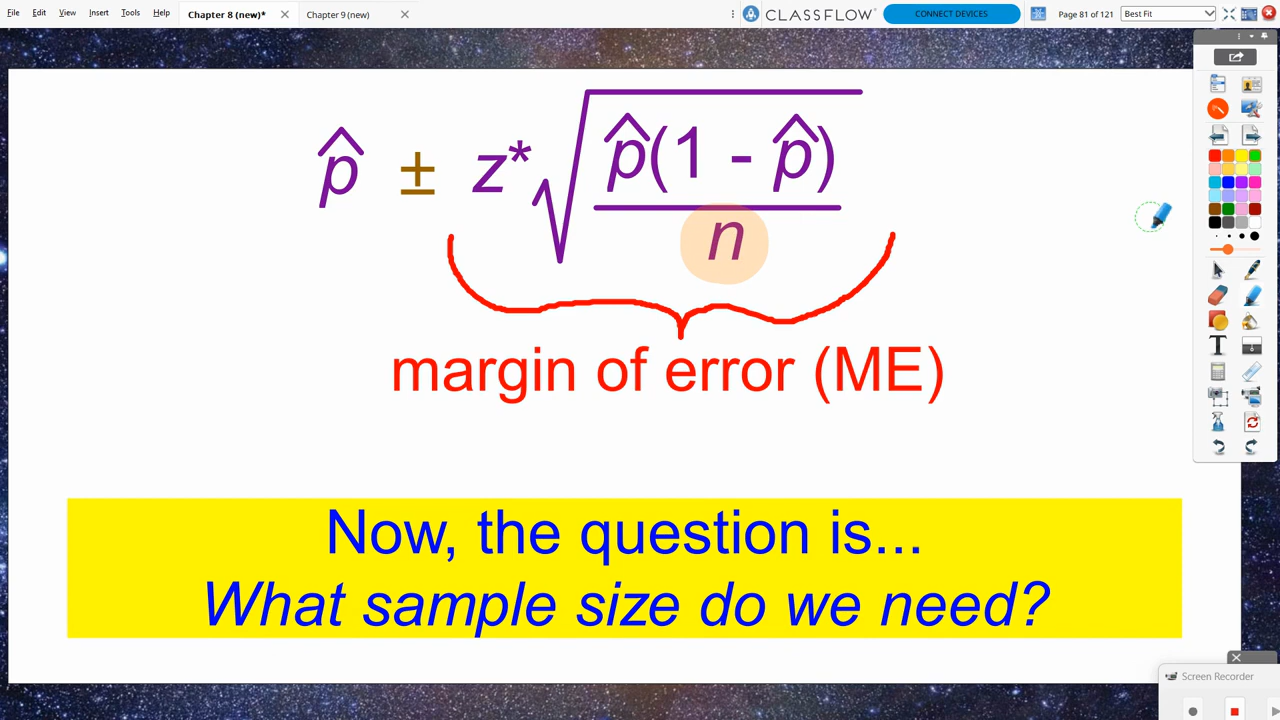 File Edit View Insert Tools Help Chapter 8 (new)* Chapter 9 (new) CLASSFLOW CONNECT DEVICES Page 81 of 121 Best Fit
p̂ ± z* √ p̂(1 - p̂)
n
margin of error (ME)
Now, the question is...
What sample size do we need?
Screen Recorder